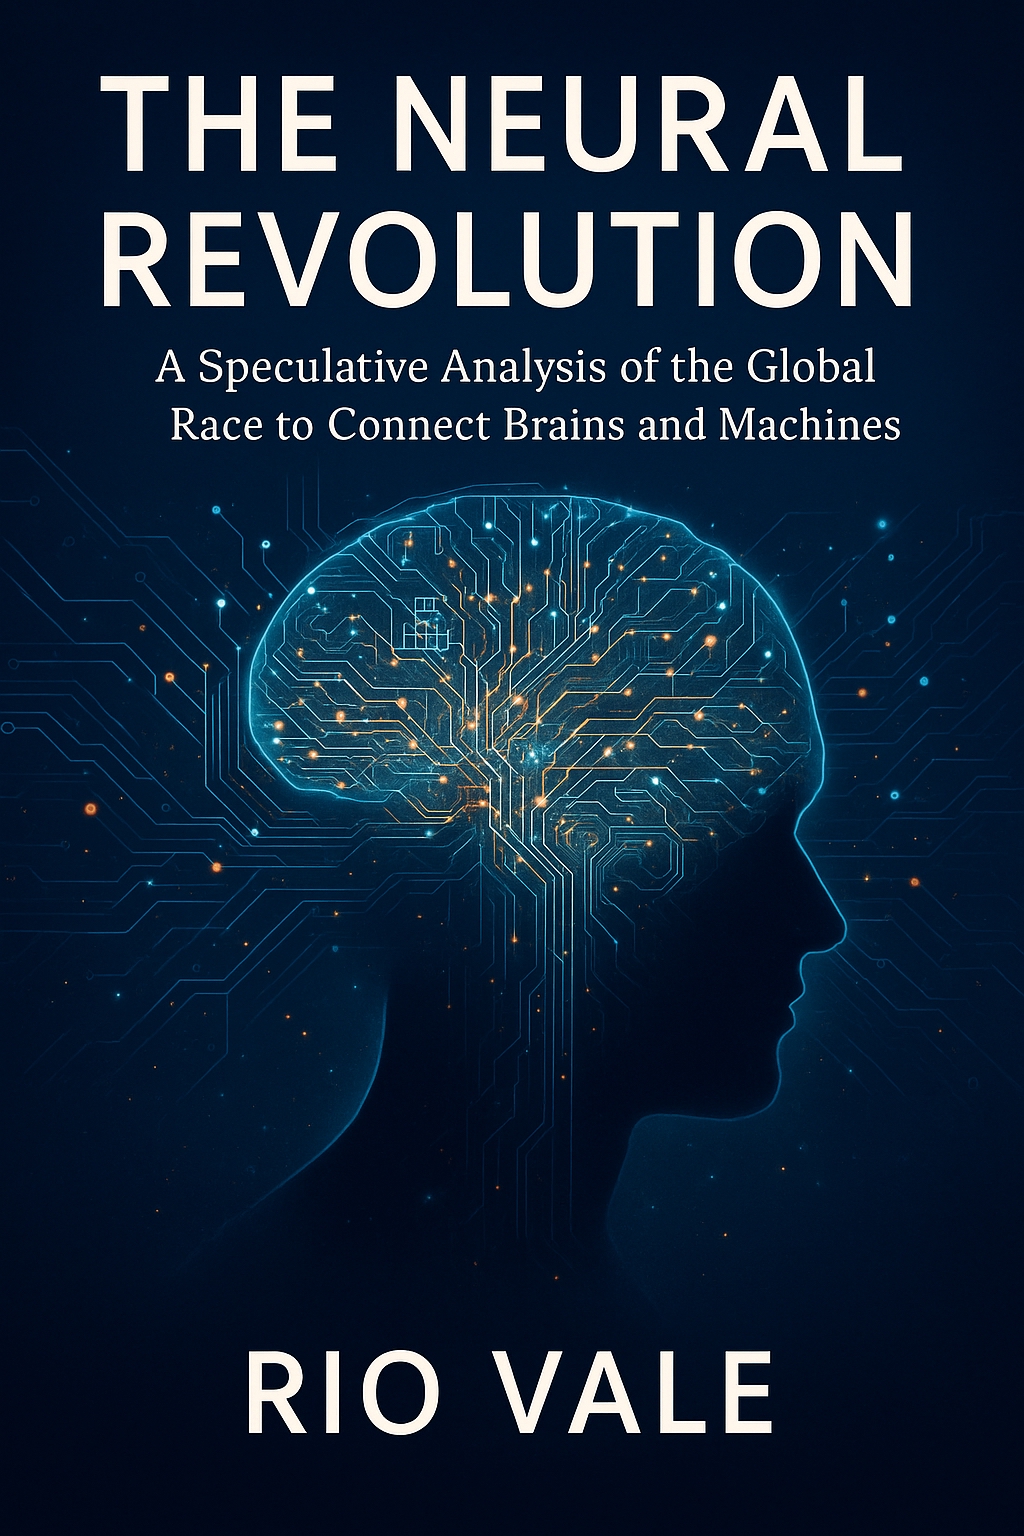 THE NEURAL
REVOLUTION
A Speculative Analysis of the Global
Race to Connect Brains and Machines
RIO VALE